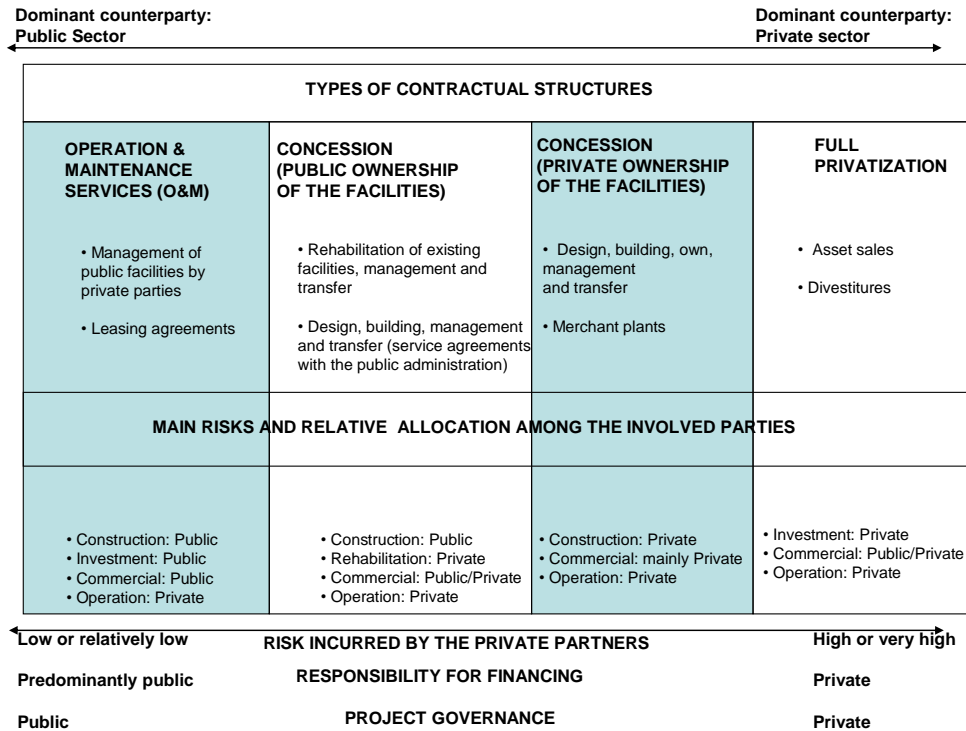 Dominant counterparty:
Public Sector
Dominant counterparty:
Private sector
TYPES OF CONTRACTUAL STRUCTURES
OPERATION &
MAINTENANCE
SERVICES (O&M)
• Management of
public facilities by
private parties
• Leasing agreements
CONCESSION
(PUBLIC OWNERSHIP
OF THE FACILITIES)
• Rehabilitation of existing
facilities, management and
transfer
• Design, building, management
and transfer (service agreements
with the public administration)
CONCESSION
(PRIVATE OWNERSHIP
OF THE FACILITIES)
• Design, building, own,
management
and transfer
• Merchant plants
FULL
PRIVATIZATION
• Asset sales
• Divestitures
MAIN RISKS AND RELATIVE ALLOCATION AMONG THE INVOLVED PARTIES
• Construction: Public
• Investment: Public
• Commercial: Public
• Operation: Private
• Construction: Public
• Rehabilitation: Private
• Commercial: Public/Private
• Operation: Private
• Construction: Private
• Commercial: mainly Private
• Operation: Private
• Investment: Private
• Commercial: Public/Private
• Operation: Private
Low or relatively low
RISK INCURRED BY THE PRIVATE PARTNERS
High or very high
Predominantly public
RESPONSIBILITY FOR FINANCING
Private
Public
PROJECT GOVERNANCE
Private